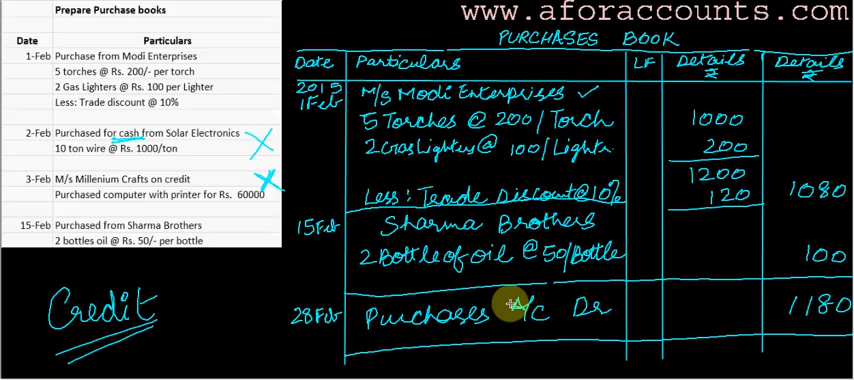 Prepare Purchase books
Date Particulars
1-Feb Purchase from Modi Enterprises
5 torches @ Rs. 200/- per torch
2 Gas Lighters @ Rs. 100 per Lighter
Less: Trade discount @ 10%
2-Feb Purchased for cash from Solar Electronics
10 ton wire @ Rs. 1000/ton
3-Feb M/s Millenium Crafts on credit
Purchased computer with printer for Rs. 60000
15-Feb Purchased from Sharma Brothers
2 bottles oil @ Rs. 50/- per bottle
Credit
www.aforaccounts.com
PURCHASES BOOK
Date Particulars LF Details ₹ Details ₹
2015
1Feb M/s Modi Enterprises ✓
5 Torches @ 200/Torch 1000
2 Gas Lighters @ 100/Lightr 200
1200
Less: Trade Discount@10% 120 1080
15Feb Sharma Brothers
2 Bottle of oil @ 50/Bottle 100
28Feb Purchases A/c Dr 1180